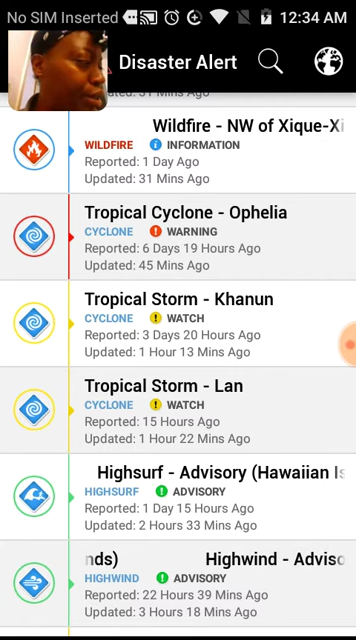 No SIM Inserted 12:34 AM
Disaster Alert
Updated: 31 Mins Ago
Wildfire - NW of Xique-Xi
WILDFIRE INFORMATION
Reported: 1 Day Ago
Updated: 31 Mins Ago
Tropical Cyclone - Ophelia
CYCLONE WARNING
Reported: 6 Days 19 Hours Ago
Updated: 45 Mins Ago
Tropical Storm - Khanun
CYCLONE WATCH
Reported: 3 Days 20 Hours Ago
Updated: 1 Hour 13 Mins Ago
Tropical Storm - Lan
CYCLONE WATCH
Reported: 15 Hours Ago
Updated: 1 Hour 22 Mins Ago
Highsurf - Advisory (Hawaiian Is
HIGHSURF ADVISORY
Reported: 1 Day 15 Hours Ago
Updated: 2 Hours 33 Mins Ago
nds) Highwind - Adviso
HIGHWIND ADVISORY
Reported: 22 Hours 39 Mins Ago
Updated: 3 Hours 18 Mins Ago